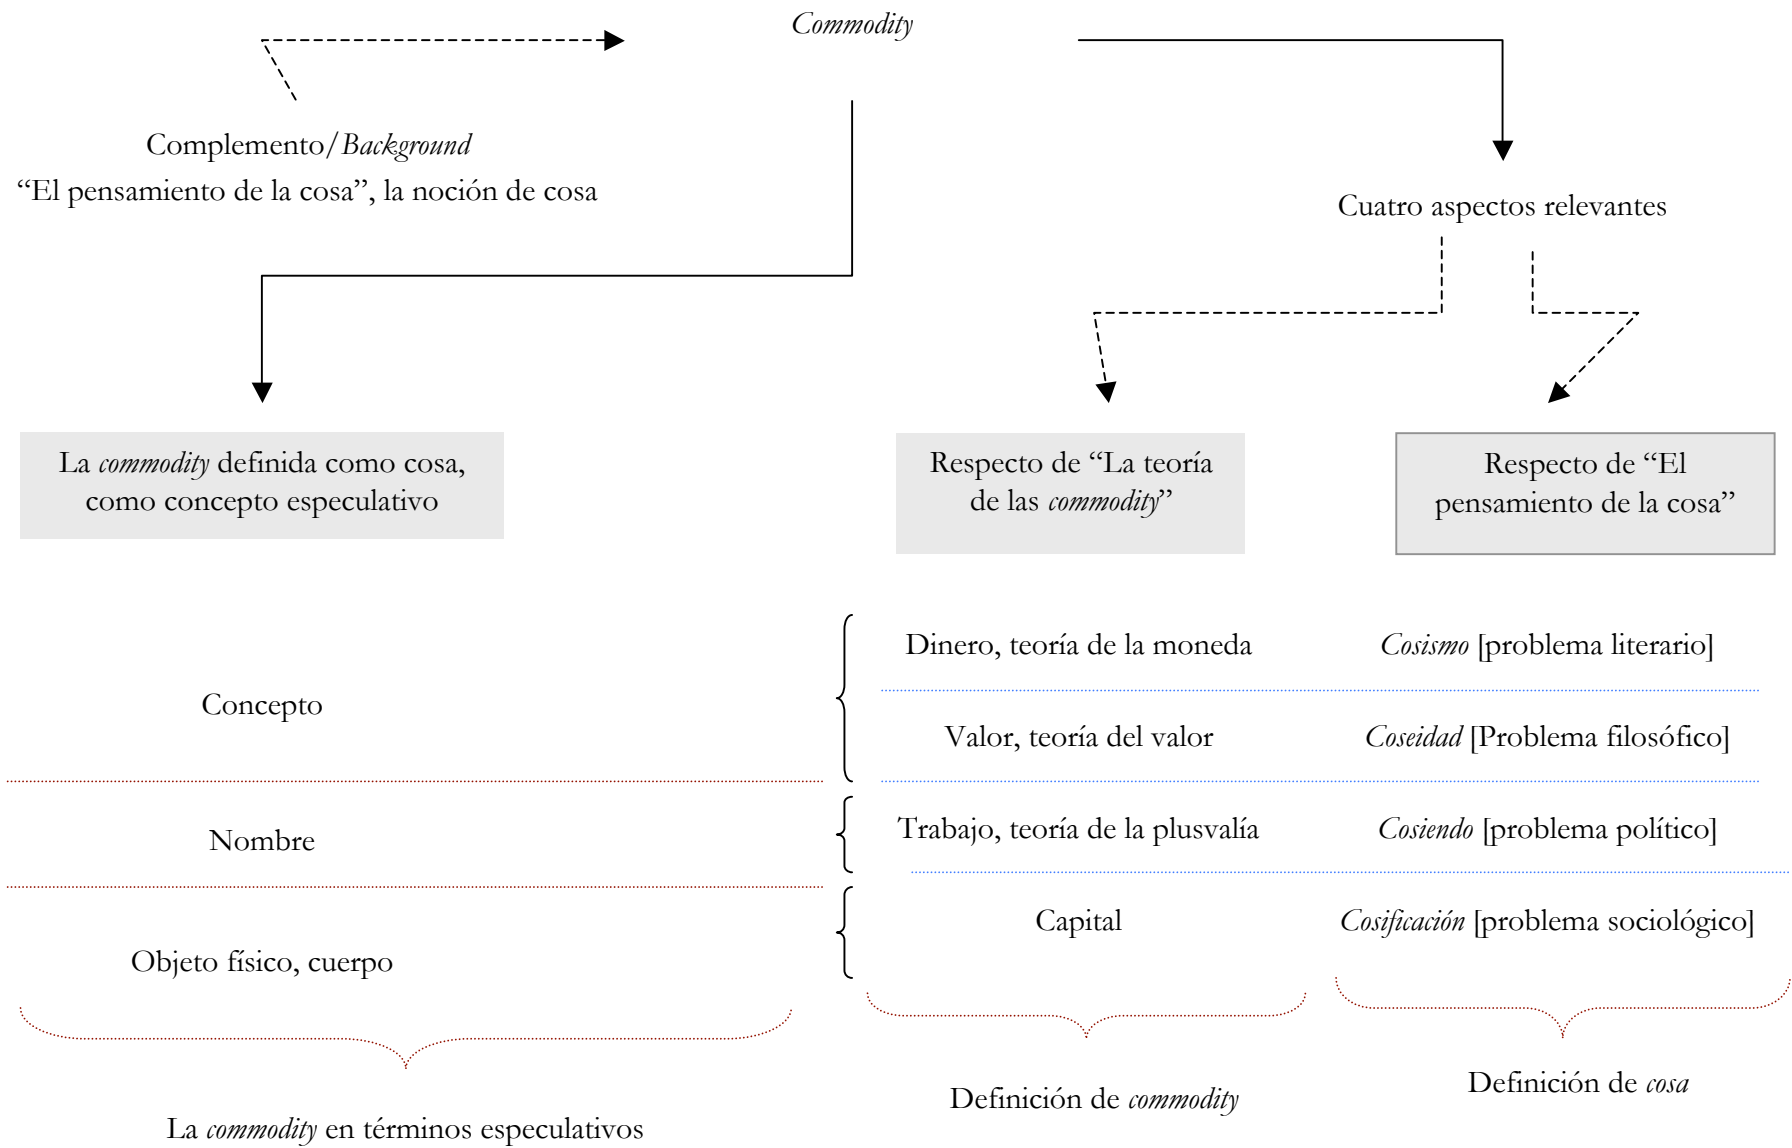 Commodity
Complemento/Background
“El pensamiento de la cosa”, la noción de cosa
Cuatro aspectos relevantes
La commodity definida como cosa,
como concepto especulativo
Respecto de “La teoría
de las commodity”
Respecto de “El
pensamiento de la cosa”
Concepto
Dinero, teoría de la moneda
Cosismo [problema literario]
Valor, teoría del valor
Coseidad [Problema filosófico]
Nombre
Trabajo, teoría de la plusvalía
Cosiendo [problema político]
Objeto físico, cuerpo
Capital
Cosificación [problema sociológico]
La commodity en términos especulativos
Definición de commodity
Definición de cosa